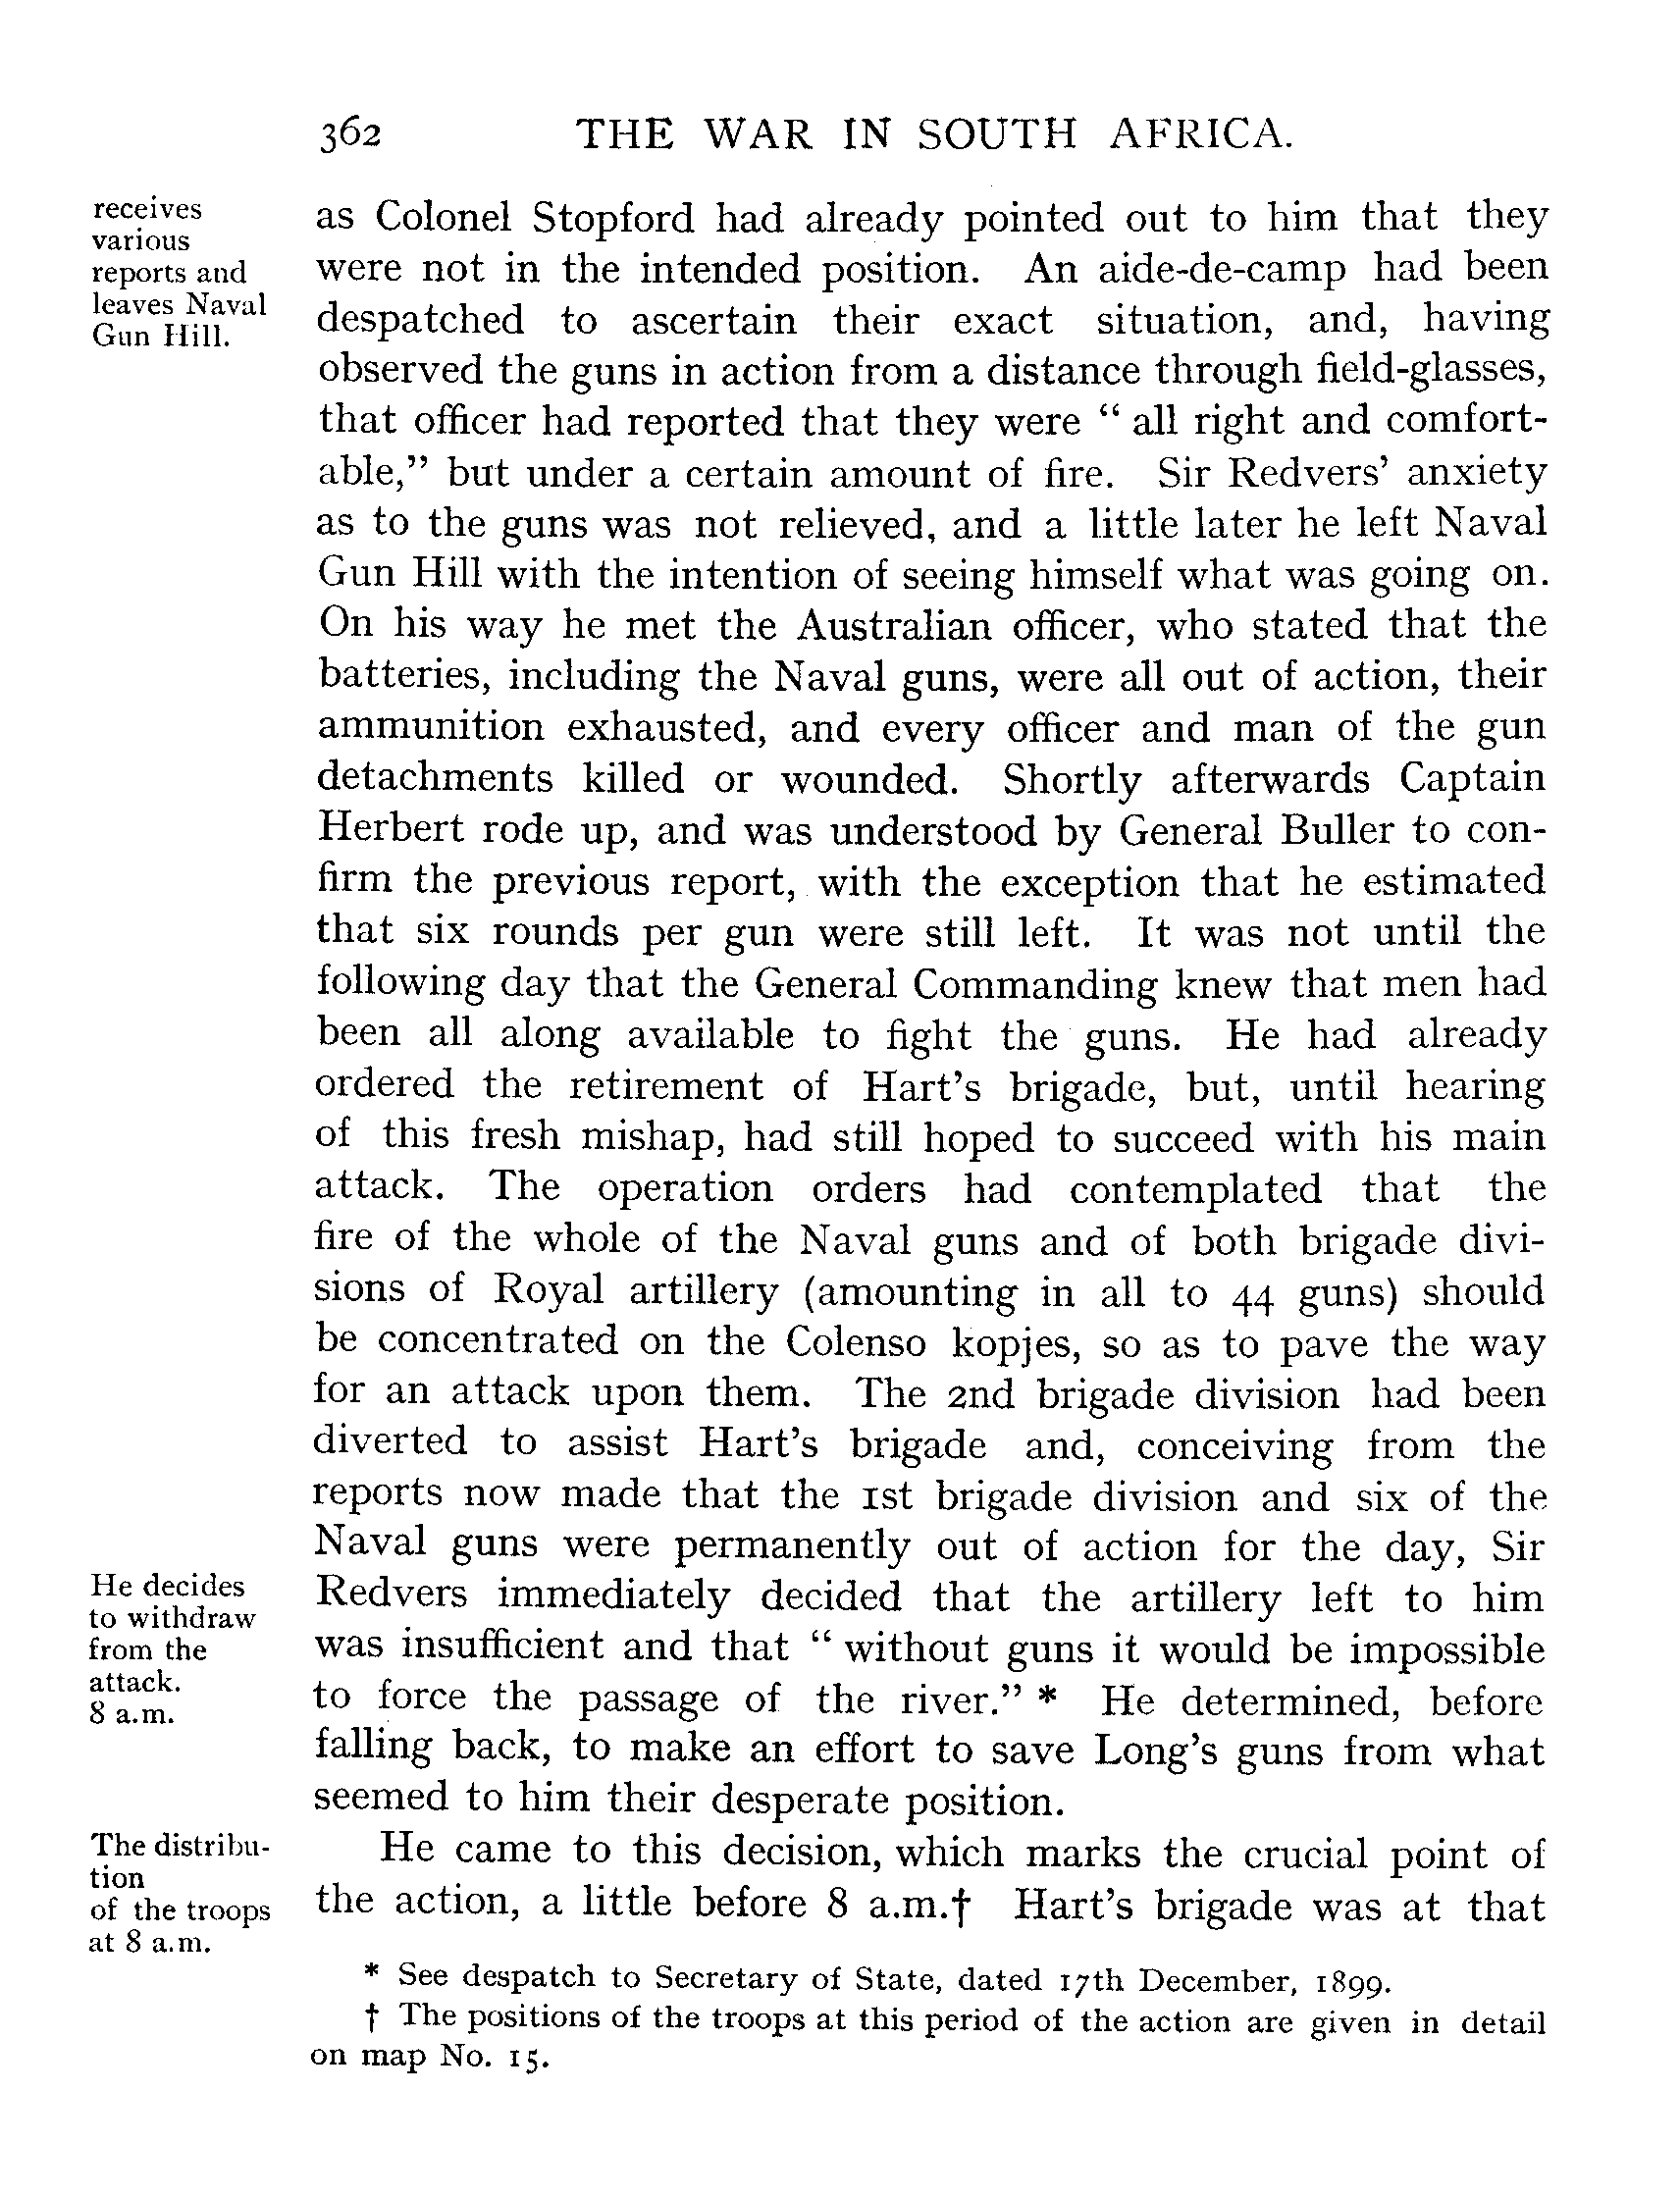 362 THE WAR IN SOUTH AFRICA.
receives
various
reports and
leaves Naval
Gun Hill.
as Colonel Stopford had already pointed out to him that they
were not in the intended position. An aide-de-camp had been
despatched to ascertain their exact situation, and, having
observed the guns in action from a distance through field-glasses,
that officer had reported that they were “ all right and comfort-
able,” but under a certain amount of fire. Sir Redvers’ anxiety
as to the guns was not relieved, and a little later he left Naval
Gun Hill with the intention of seeing himself what was going on.
On his way he met the Australian officer, who stated that the
batteries, including the Naval guns, were all out of action, their
ammunition exhausted, and every officer and man of the gun
detachments killed or wounded. Shortly afterwards Captain
Herbert rode up, and was understood by General Buller to con-
firm the previous report, with the exception that he estimated
that six rounds per gun were still left. It was not until the
following day that the General Commanding knew that men had
been all along available to fight the guns. He had already
ordered the retirement of Hart’s brigade, but, until hearing
of this fresh mishap, had still hoped to succeed with his main
attack. The operation orders had contemplated that the
fire of the whole of the Naval guns and of both brigade divi-
sions of Royal artillery (amounting in all to 44 guns) should
be concentrated on the Colenso kopjes, so as to pave the way
for an attack upon them. The 2nd brigade division had been
diverted to assist Hart’s brigade and, conceiving from the
reports now made that the 1st brigade division and six of the
Naval guns were permanently out of action for the day, Sir
He decides
to withdraw
from the
attack.
8 a.m.
Redvers immediately decided that the artillery left to him
was insufficient and that “ without guns it would be impossible
to force the passage of the river.” * He determined, before
falling back, to make an effort to save Long’s guns from what
seemed to him their desperate position.
The distribu-
tion
of the troops
at 8 a.m.
He came to this decision, which marks the crucial point of
the action, a little before 8 a.m.† Hart’s brigade was at that
* See despatch to Secretary of State, dated 17th December, 1899.
† The positions of the troops at this period of the action are given in detail
on map No. 15.